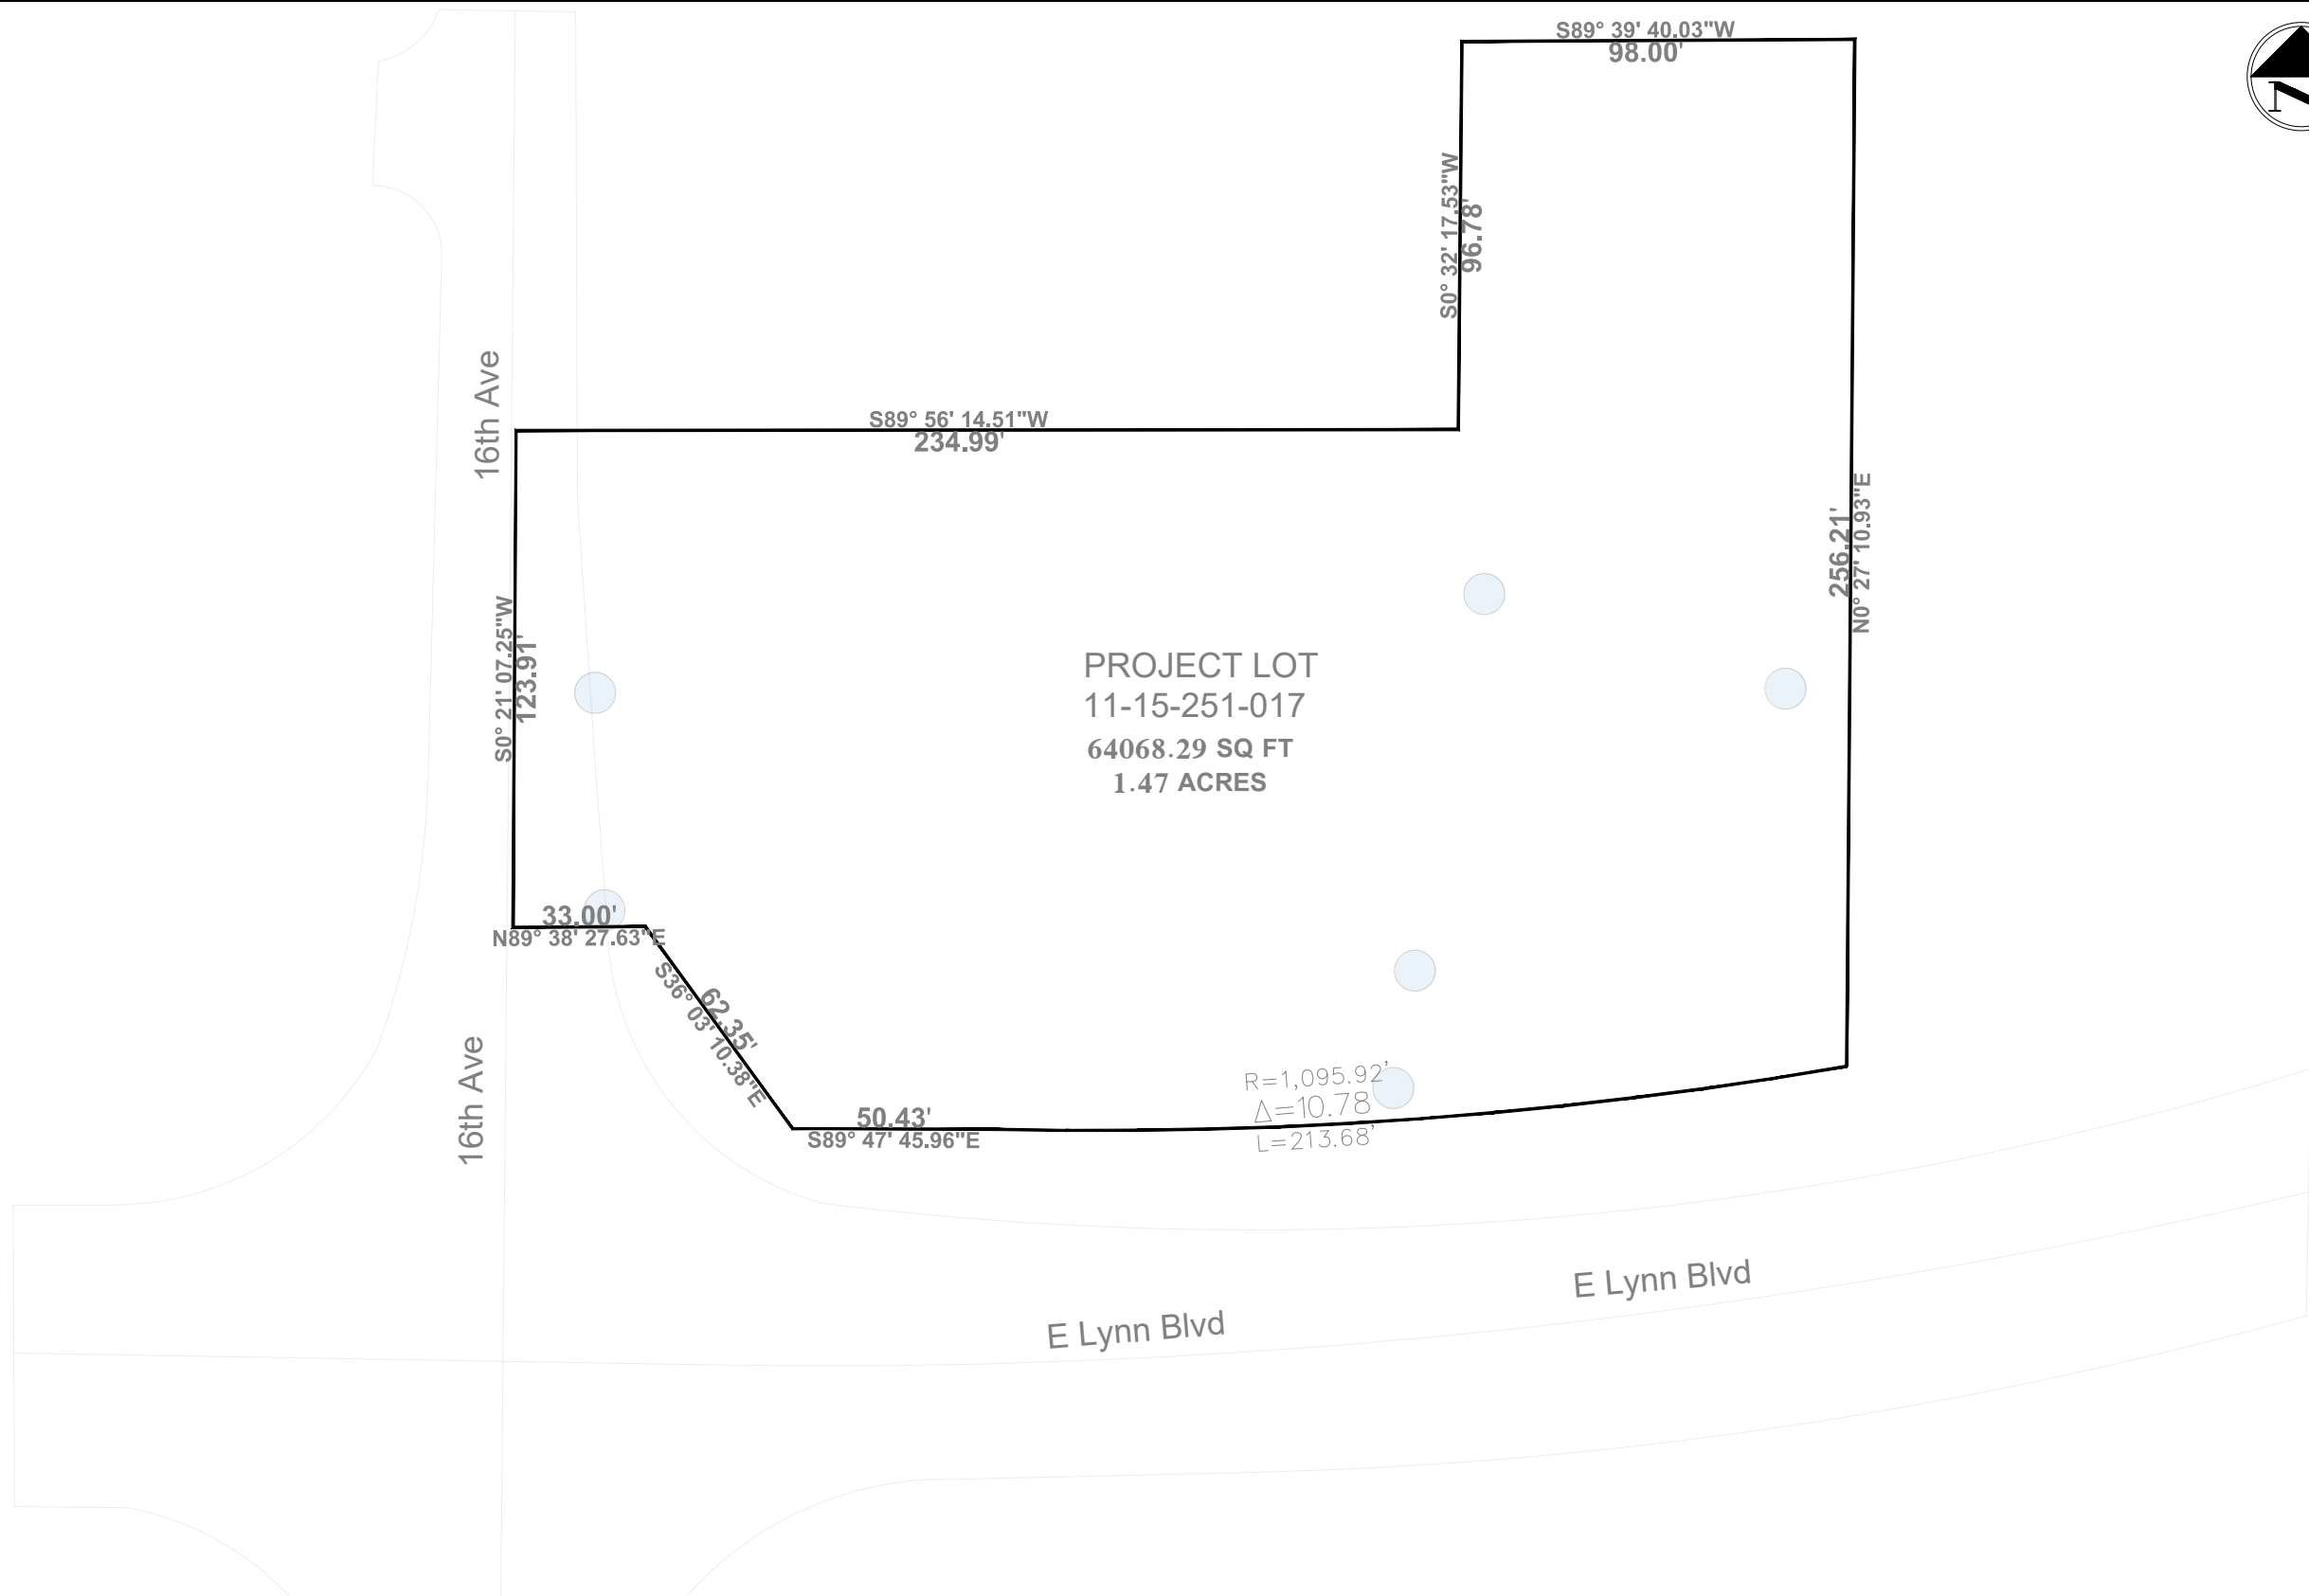 S89° 39' 40.03"W
98.00'
N
S0° 32' 17.53"W
96.78'
16th Ave
S89° 56' 14.51"W
234.99'
256.21'
N0° 27' 10.93"E
S0° 21' 07.25"W
123.91'
PROJECT LOT
11-15-251-017
64068.29 SQ FT
1.47 ACRES
33.00'
N89° 38' 27.63"E
62.35'
S36° 03' 10.38"E
16th Ave
50.43'
S89° 47' 45.96"E
R=1,095.92'
Δ=10.78
L=213.68'
E Lynn Blvd
E Lynn Blvd